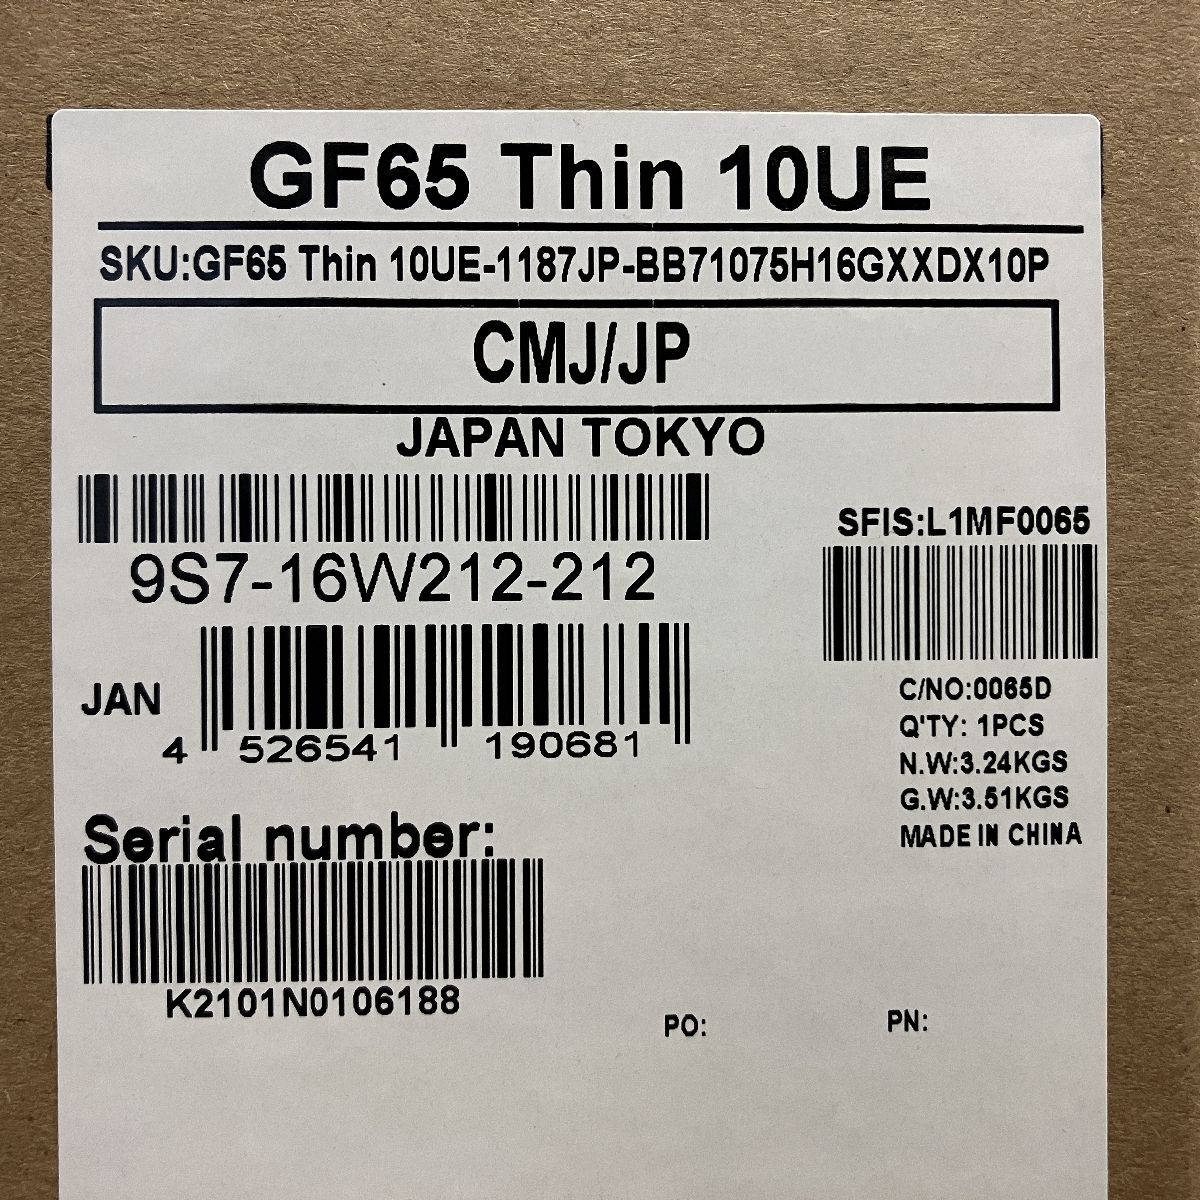 GF65 Thin 10UE
SKU:GF65 Thin 10UE-1187JP-BB71075H16GXXDX10P
CMJ/JP
JAPAN TOKYO
9S7-16W212-212
SFIS:L1MF0065
JAN
4 526541 190681
C/NO:0065D
Q'TY: 1PCS
N.W:3.24KGS
G.W:3.51KGS
MADE IN CHINA
Serial number:
K2101N0106188
PO:
PN: